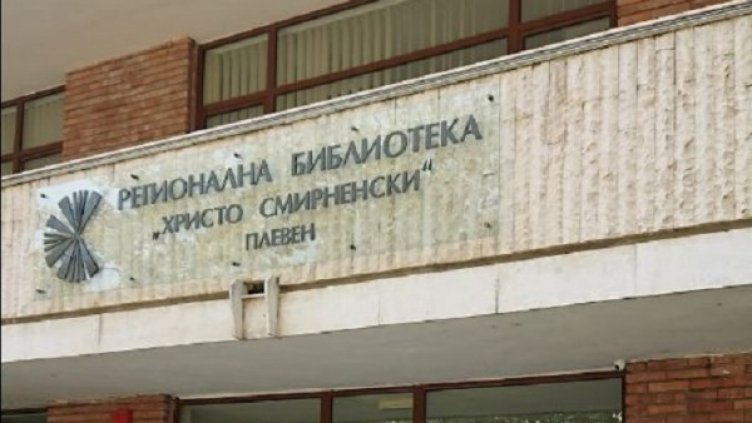 РЕГИОНАЛНА БИБЛИОТЕКА
„ХРИСТО СМИРНЕНСКИ“
ПЛЕВЕН